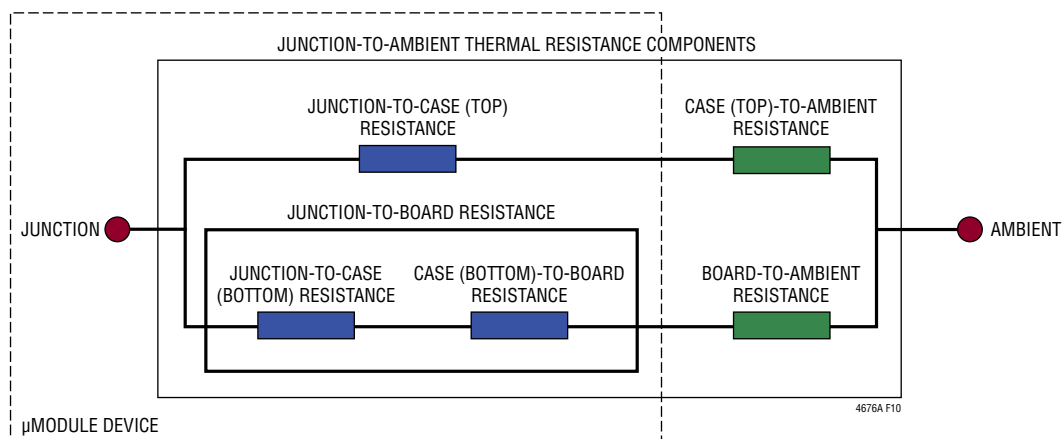 JUNCTION-TO-AMBIENT THERMAL RESISTANCE COMPONENTS
JUNCTION-TO-CASE (TOP)
RESISTANCE
CASE (TOP)-TO-AMBIENT
RESISTANCE
JUNCTION
JUNCTION-TO-BOARD RESISTANCE
AMBIENT
JUNCTION-TO-CASE
(BOTTOM) RESISTANCE
CASE (BOTTOM)-TO-BOARD
RESISTANCE
BOARD-TO-AMBIENT
RESISTANCE
4676A F10
µMODULE DEVICE